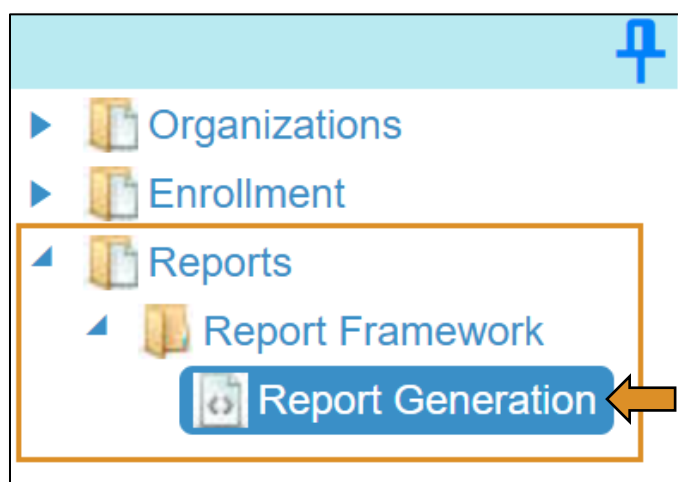 Organizations
Enrollment
Reports
Report Framework
Report Generation